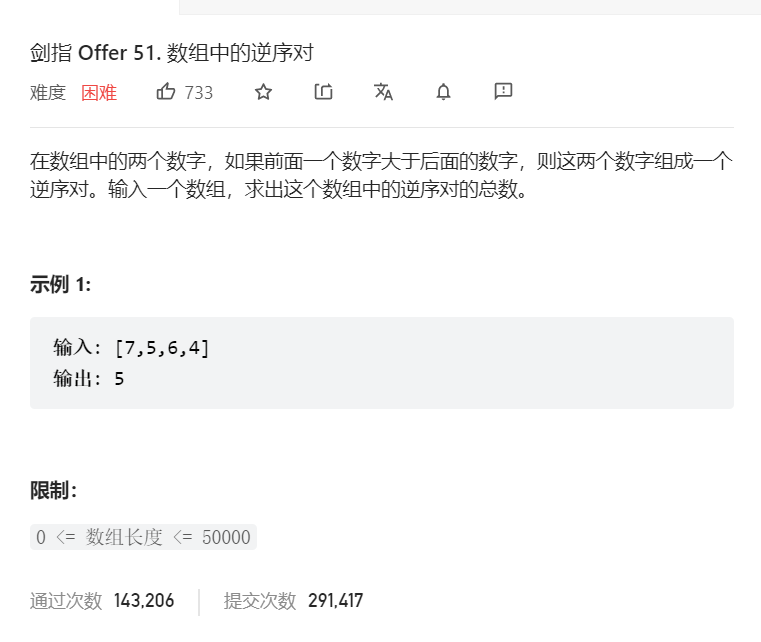 剑指 Offer 51. 数组中的逆序对
难度 困难 733
在数组中的两个数字，如果前面一个数字大于后面的数字，则这两个数字组成一个
逆序对。输入一个数组，求出这个数组中的逆序对的总数。
示例 1:
输入: [7,5,6,4]
输出: 5
限制：
0 <= 数组长度 <= 50000
通过次数 143,206 提交次数 291,417